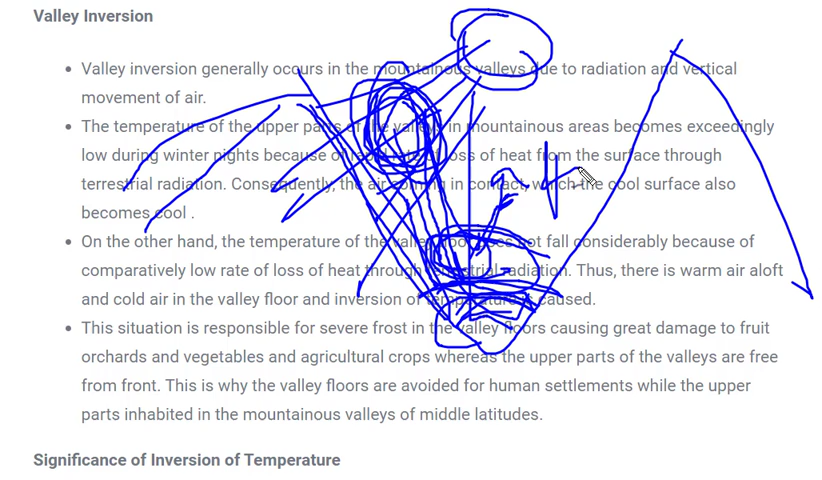 Valley Inversion
Valley inversion generally occurs in the mountainous valleys due to radiation and vertical
movement of air.
The temperature of the upper parts of the valleys in mountainous areas becomes exceedingly
low during winter nights because of rapid rate of loss of heat from the surface through
terrestrial radiation. Consequently, the air coming in contact, which the cool surface also
becomes cool .
On the other hand, the temperature of the valley floor does not fall considerably because of
comparatively low rate of loss of heat through terrestrial radiation. Thus, there is warm air aloft
and cold air in the valley floor and inversion of temperature is caused.
This situation is responsible for severe frost in the valley floors causing great damage to fruit
orchards and vegetables and agricultural crops whereas the upper parts of the valleys are free
from front. This is why the valley floors are avoided for human settlements while the upper
parts inhabited in the mountainous valleys of middle latitudes.
Significance of Inversion of Temperature